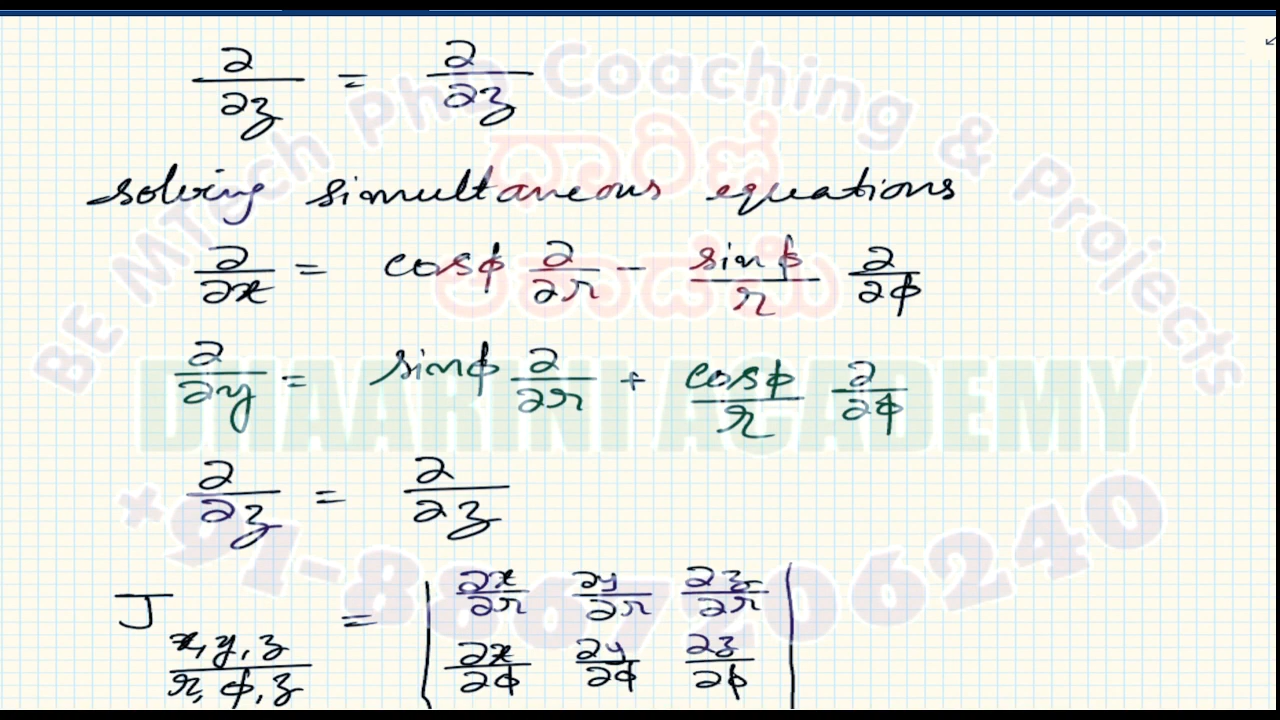 ∂/∂z = ∂/∂z
solving simultaneous equations
∂/∂x = cosφ ∂/∂r - sinφ/r ∂/∂φ
∂/∂y = sinφ ∂/∂r + cosφ/r ∂/∂φ
∂/∂z = ∂/∂z
J x,y,z/r,φ,z = | ∂x/∂r ∂y/∂r ∂z/∂r |
| ∂x/∂φ ∂y/∂φ ∂z/∂φ |
BE MTech PhD Coaching & Projects
ಧಾರಿಣಿ
DHAARINI ACADEMY
+91-8867206240